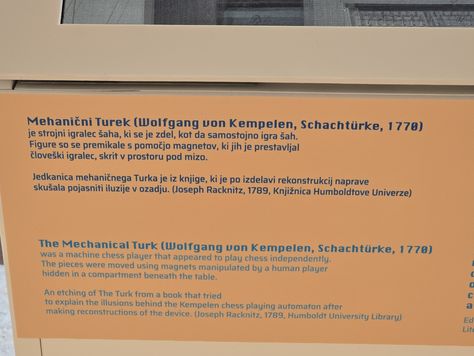 Mehanični Turek (Wolfgang von Kempelen, Schachtürke, 1770)
je strojni igralec šaha, ki se je zdel, kot da samostojno igra šah.
Figure so se premikale s pomočjo magnetov, ki jih je prestavljal
človeški igralec, skrit v prostoru pod mizo.
Jedkanica mehaničnega Turka je iz knjige, ki je po izdelavi rekonstrukcij naprave
skušala pojasniti iluzije v ozadju. (Joseph Racknitz, 1789, Knjižnica Humboldtove Univerze)
The Mechanical Turk (Wolfgang von Kempelen, Schachtürke, 1770)
was a machine chess player that appeared to play chess independently.
The pieces were moved using magnets manipulated by a human player
hidden in a compartment beneath the table.
An etching of The Turk from a book that tried
to explain the illusions behind the Kempelen chess playing automaton after
making reconstructions of the device. (Joseph Racknitz, 1789, Humboldt University Library)